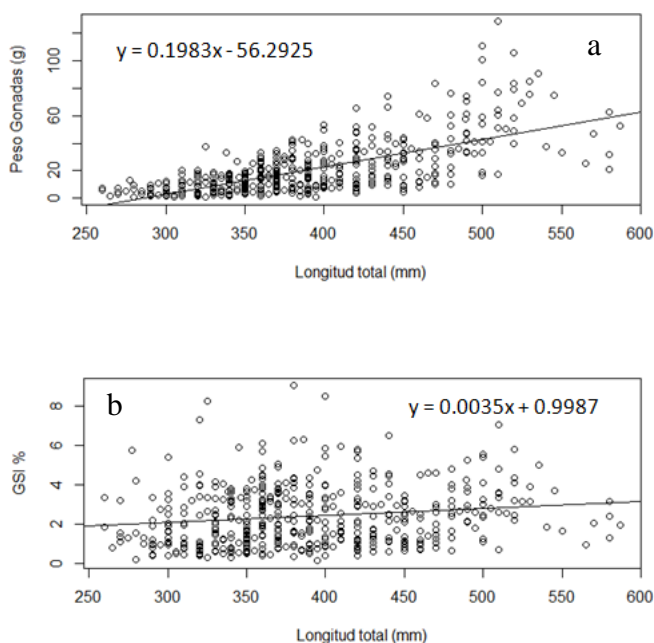 y = 0.1983x - 56.2925
a
Peso Gonadas (g)
0 20 60 100
250 300 350 400 450 500 550 600
Longitud total (mm)
b
y = 0.0035x + 0.9987
GSI %
0 2 4 6 8
250 300 350 400 450 500 550 600
Longitud total (mm)